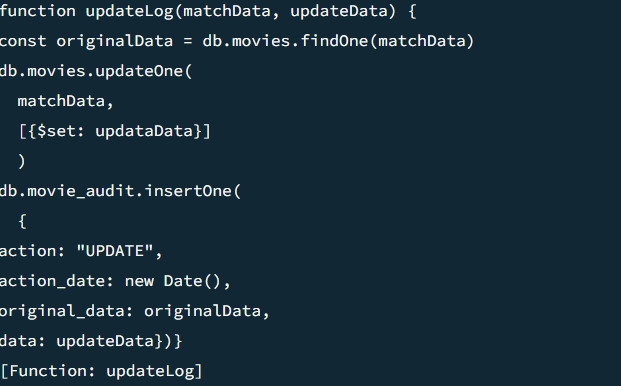 function updateLog(matchData, updateData) {
const originalData = db.movies.findOne(matchData)
db.movies.updateOne(
matchData,
[{$set: updataData}]
)
db.movie_audit.insertOne(
{
action: "UPDATE",
action_date: new Date(),
original_data: originalData,
data: updateData})}
[Function: updateLog]